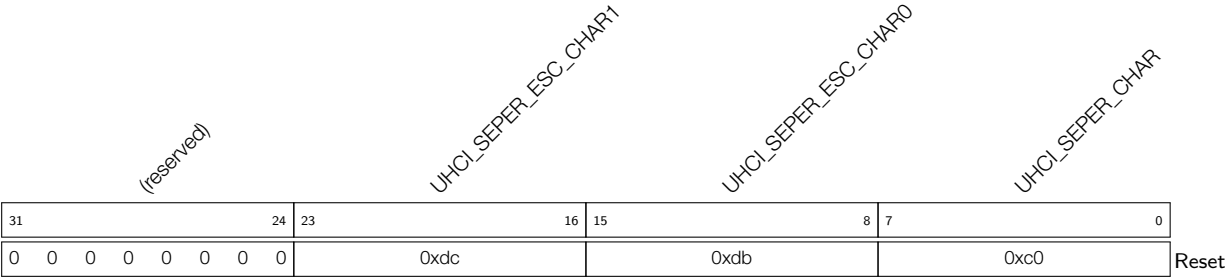 (reserved) UHCI_SEPER_ESC_CHAR1 UHCI_SEPER_ESC_CHAR0 UHCI_SEPER_CHAR
31 24 23 16 15 8 7 0
0 0 0 0 0 0 0 0 0xdc 0xdb 0xc0 Reset